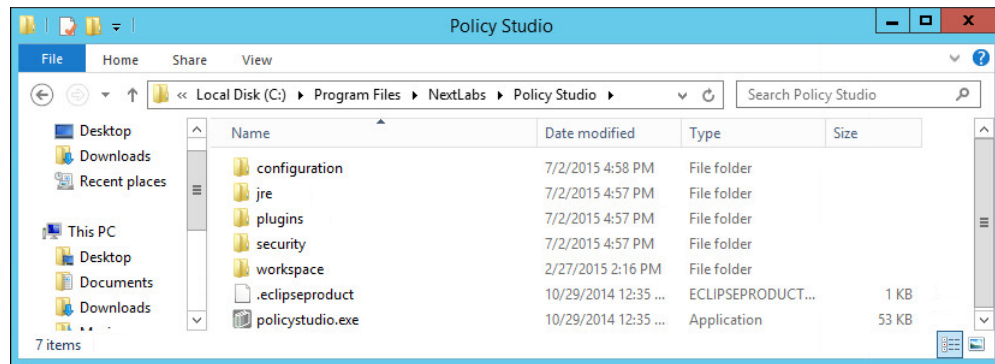 Policy Studio
File Home Share View
« Local Disk (C:) ▸ Program Files ▸ NextLabs ▸ Policy Studio ▸ Search Policy Studio
Desktop Name Date modified Type Size
Downloads configuration 7/2/2015 4:58 PM File folder
Recent places jre 7/2/2015 4:57 PM File folder
plugins 7/2/2015 4:57 PM File folder
This PC security 7/2/2015 4:57 PM File folder
Desktop workspace 2/27/2015 2:16 PM File folder
Documents .eclipseproduct 10/29/2014 12:35 ... ECLIPSEPRODUCT... 1 KB
Downloads policystudio.exe 10/29/2014 12:35 ... Application 53 KB
7 items